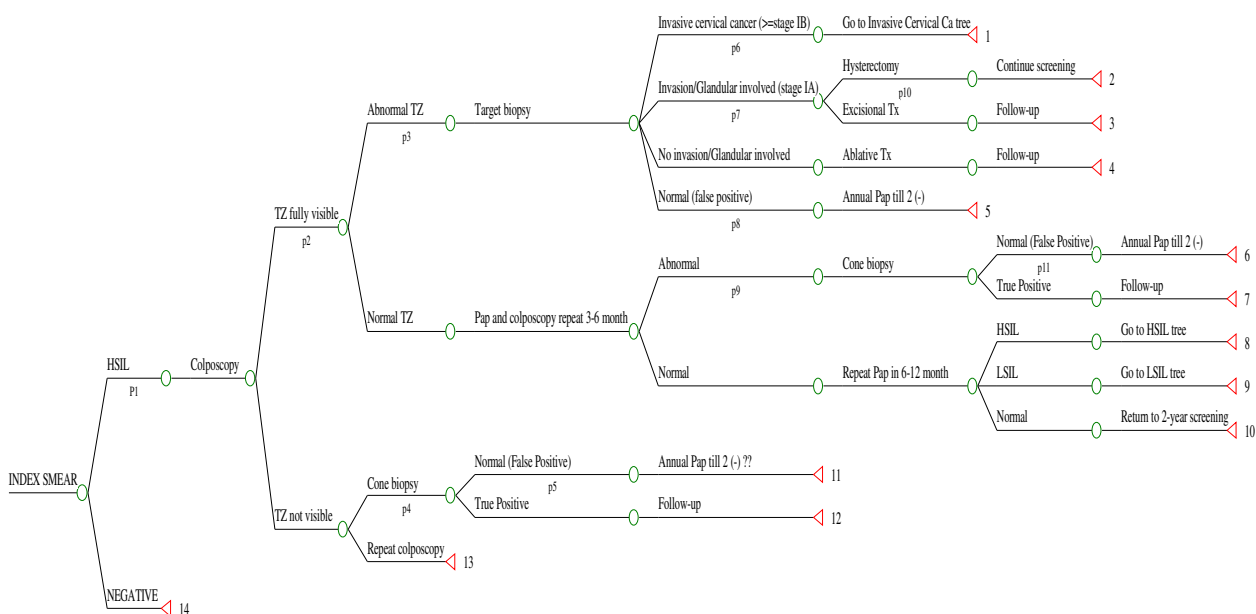 Invasive cervical cancer (>=stage IB)
p6
Go to Invasive Cervical Ca tree
1
Hysterectomy
p10
Continue screening
2
Invasion/Glandular involved (stage IA)
p7
Abnormal TZ
p3
Target biopsy
Excisional Tx
Follow-up
3
No invasion/Glandular involved
Ablative Tx
Follow-up
4
Normal (false positive)
p8
Annual Pap till 2 (-)
5
TZ fully visible
p2
Normal (False Positive)
p11
Annual Pap till 2 (-)
6
Abnormal
p9
Cone biopsy
True Positive
Follow-up
7
Normal TZ
Pap and colposcopy repeat 3-6 month
HSIL
Go to HSIL tree
8
Normal
Repeat Pap in 6-12 month
LSIL
Go to LSIL tree
9
Normal
Return to 2-year screening
10
HSIL
P1
Colposcopy
INDEX SMEAR
Normal (False Positive)
p5
Annual Pap till 2 (-) ??
11
Cone biopsy
p4
True Positive
Follow-up
12
TZ not visible
Repeat colposcopy
13
NEGATIVE
14